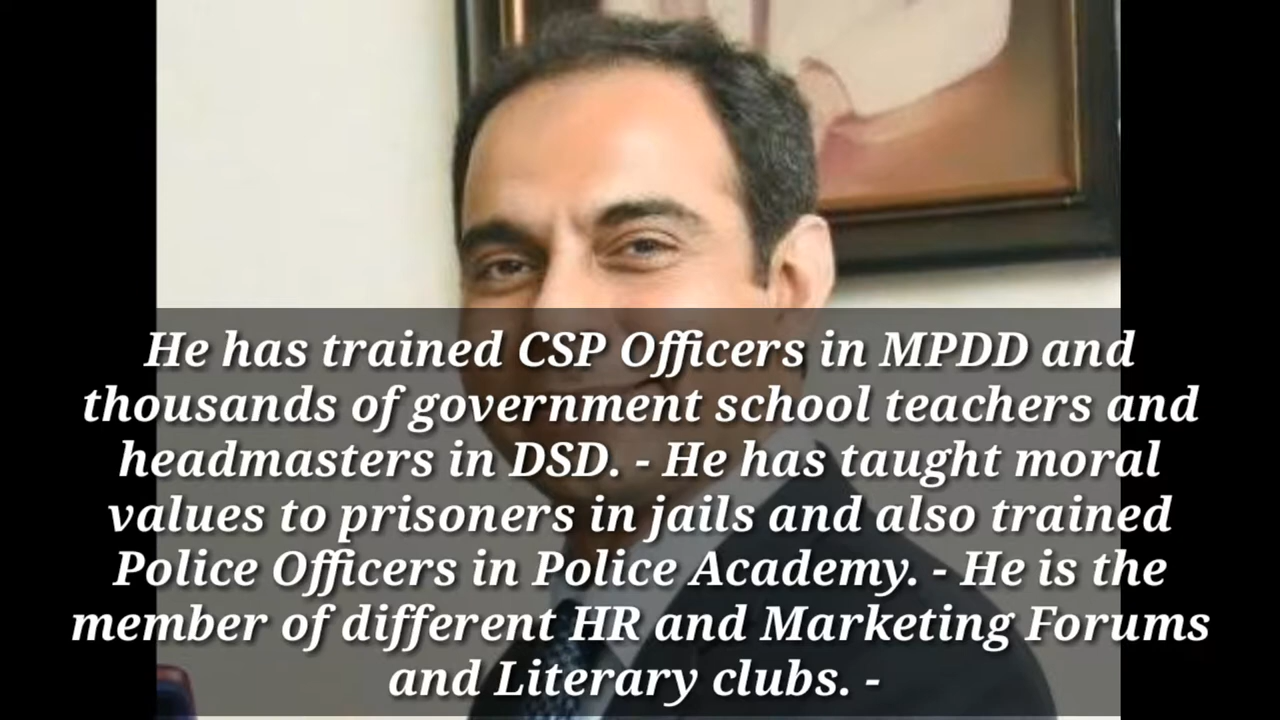 He has trained CSP Officers in MPDD and
thousands of government school teachers and
headmasters in DSD. - He has taught moral
values to prisoners in jails and also trained
Police Officers in Police Academy. - He is the
member of different HR and Marketing Forums
and Literary clubs. -